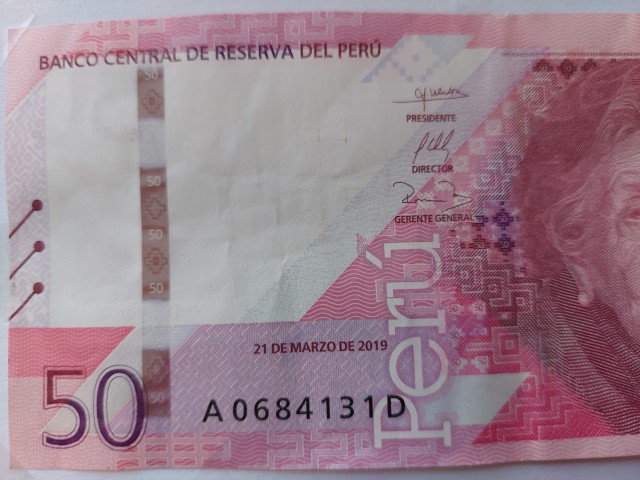 BANCO CENTRAL DE RESERVA DEL PERÚ
PRESIDENTE
DIRECTOR
GERENTE GENERAL
50
50
50
50
21 DE MARZO DE 2019
A0684131D
50
Perú